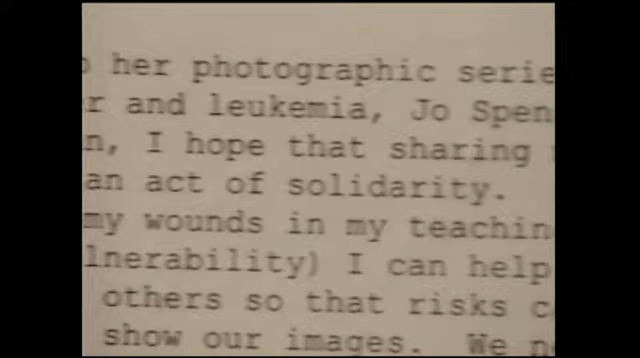 her photographic serie
r and leukemia, Jo Spen
n, I hope that sharing
an act of solidarity.
my wounds in my teachin
lnerability) I can help
others so that risks c
show our images. We n